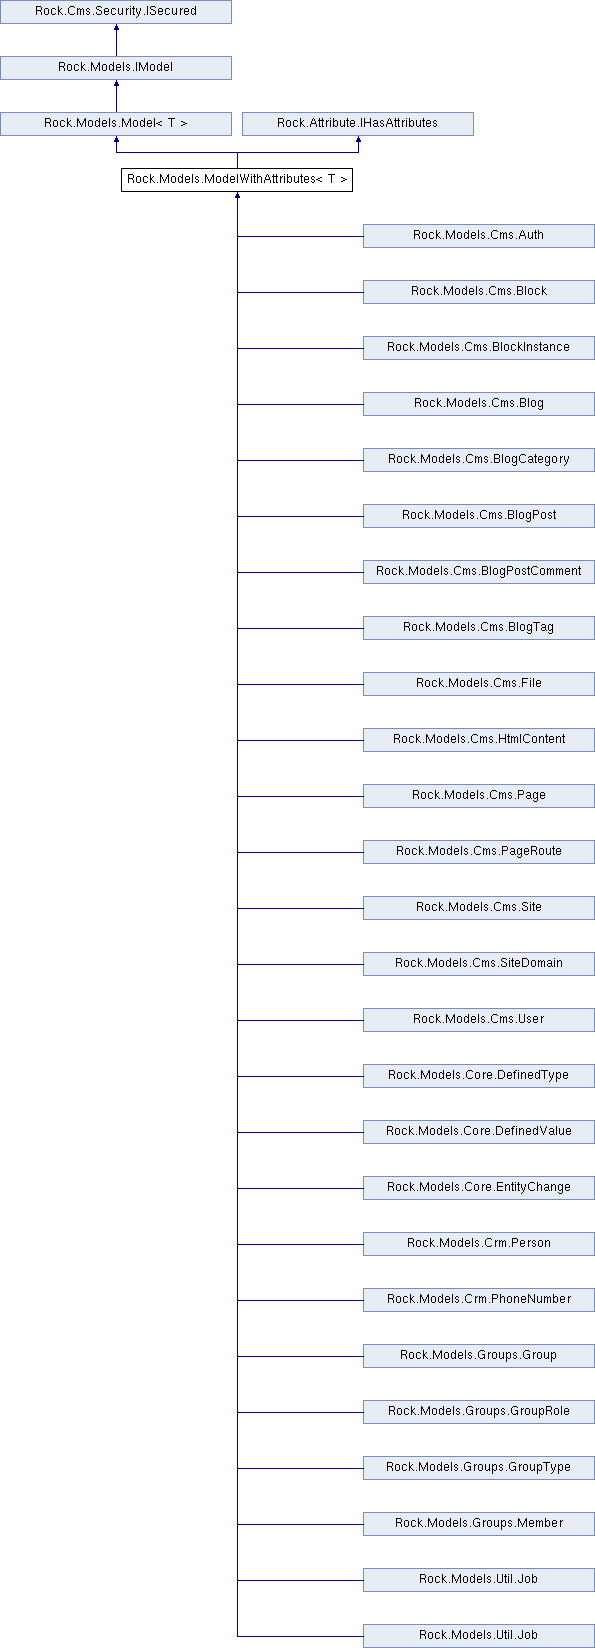 Rock.Cms.Security.ISecured
Rock.Models.IModel
Rock.Models.Model< T >
Rock.Attribute.IHasAttributes
Rock.Models.ModelWithAttributes< T >
Rock.Models.Cms.Auth
Rock.Models.Cms.Block
Rock.Models.Cms.BlockInstance
Rock.Models.Cms.Blog
Rock.Models.Cms.BlogCategory
Rock.Models.Cms.BlogPost
Rock.Models.Cms.BlogPostComment
Rock.Models.Cms.BlogTag
Rock.Models.Cms.File
Rock.Models.Cms.HtmlContent
Rock.Models.Cms.Page
Rock.Models.Cms.PageRoute
Rock.Models.Cms.Site
Rock.Models.Cms.SiteDomain
Rock.Models.Cms.User
Rock.Models.Core.DefinedType
Rock.Models.Core.DefinedValue
Rock.Models.Core.EntityChange
Rock.Models.Crm.Person
Rock.Models.Crm.PhoneNumber
Rock.Models.Groups.Group
Rock.Models.Groups.GroupRole
Rock.Models.Groups.GroupType
Rock.Models.Groups.Member
Rock.Models.Util.Job
Rock.Models.Util.Job